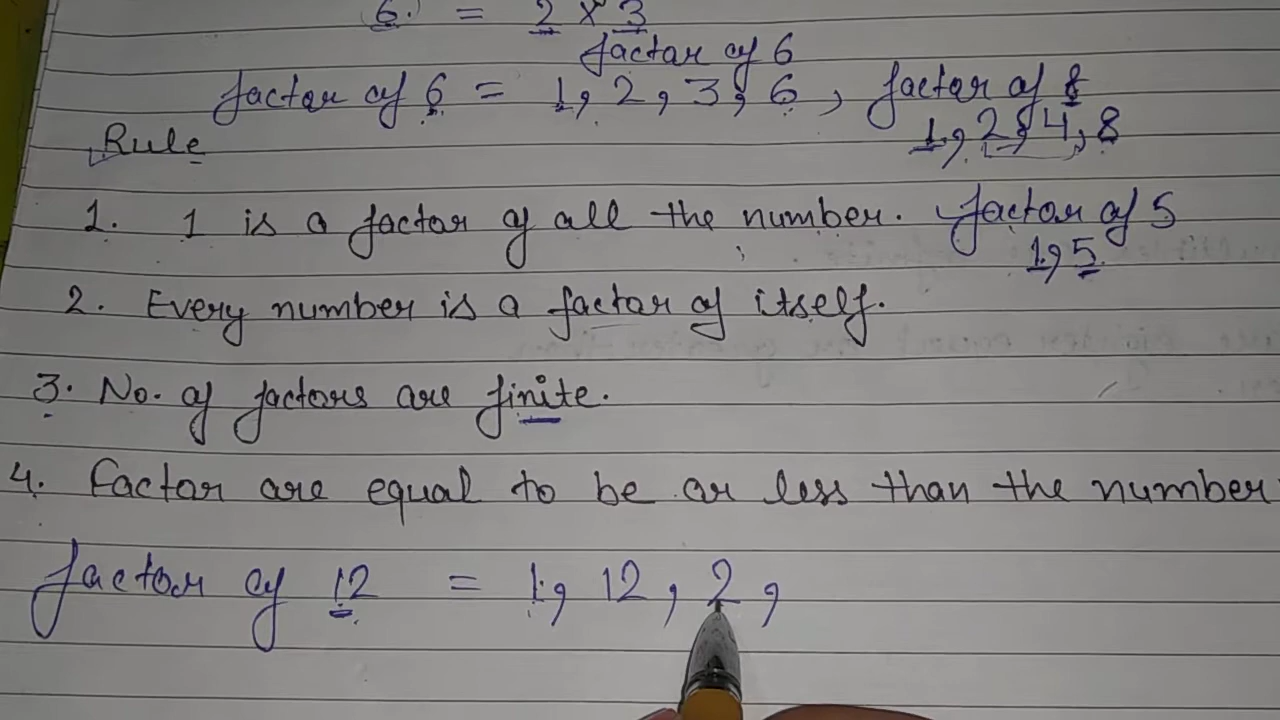 6. = 2 × 3
factor of 6
factor of 6 = 1, 2, 3, 6, factor of 8
1, 2, 4, 8
Rule
1. 1 is a factor of all the number. factor of 5
1, 5
2. Every number is a factor of itself.
3. No. of factors are finite.
4. Factor are equal to be or less than the number
factor of 12 = 1, 12, 2,